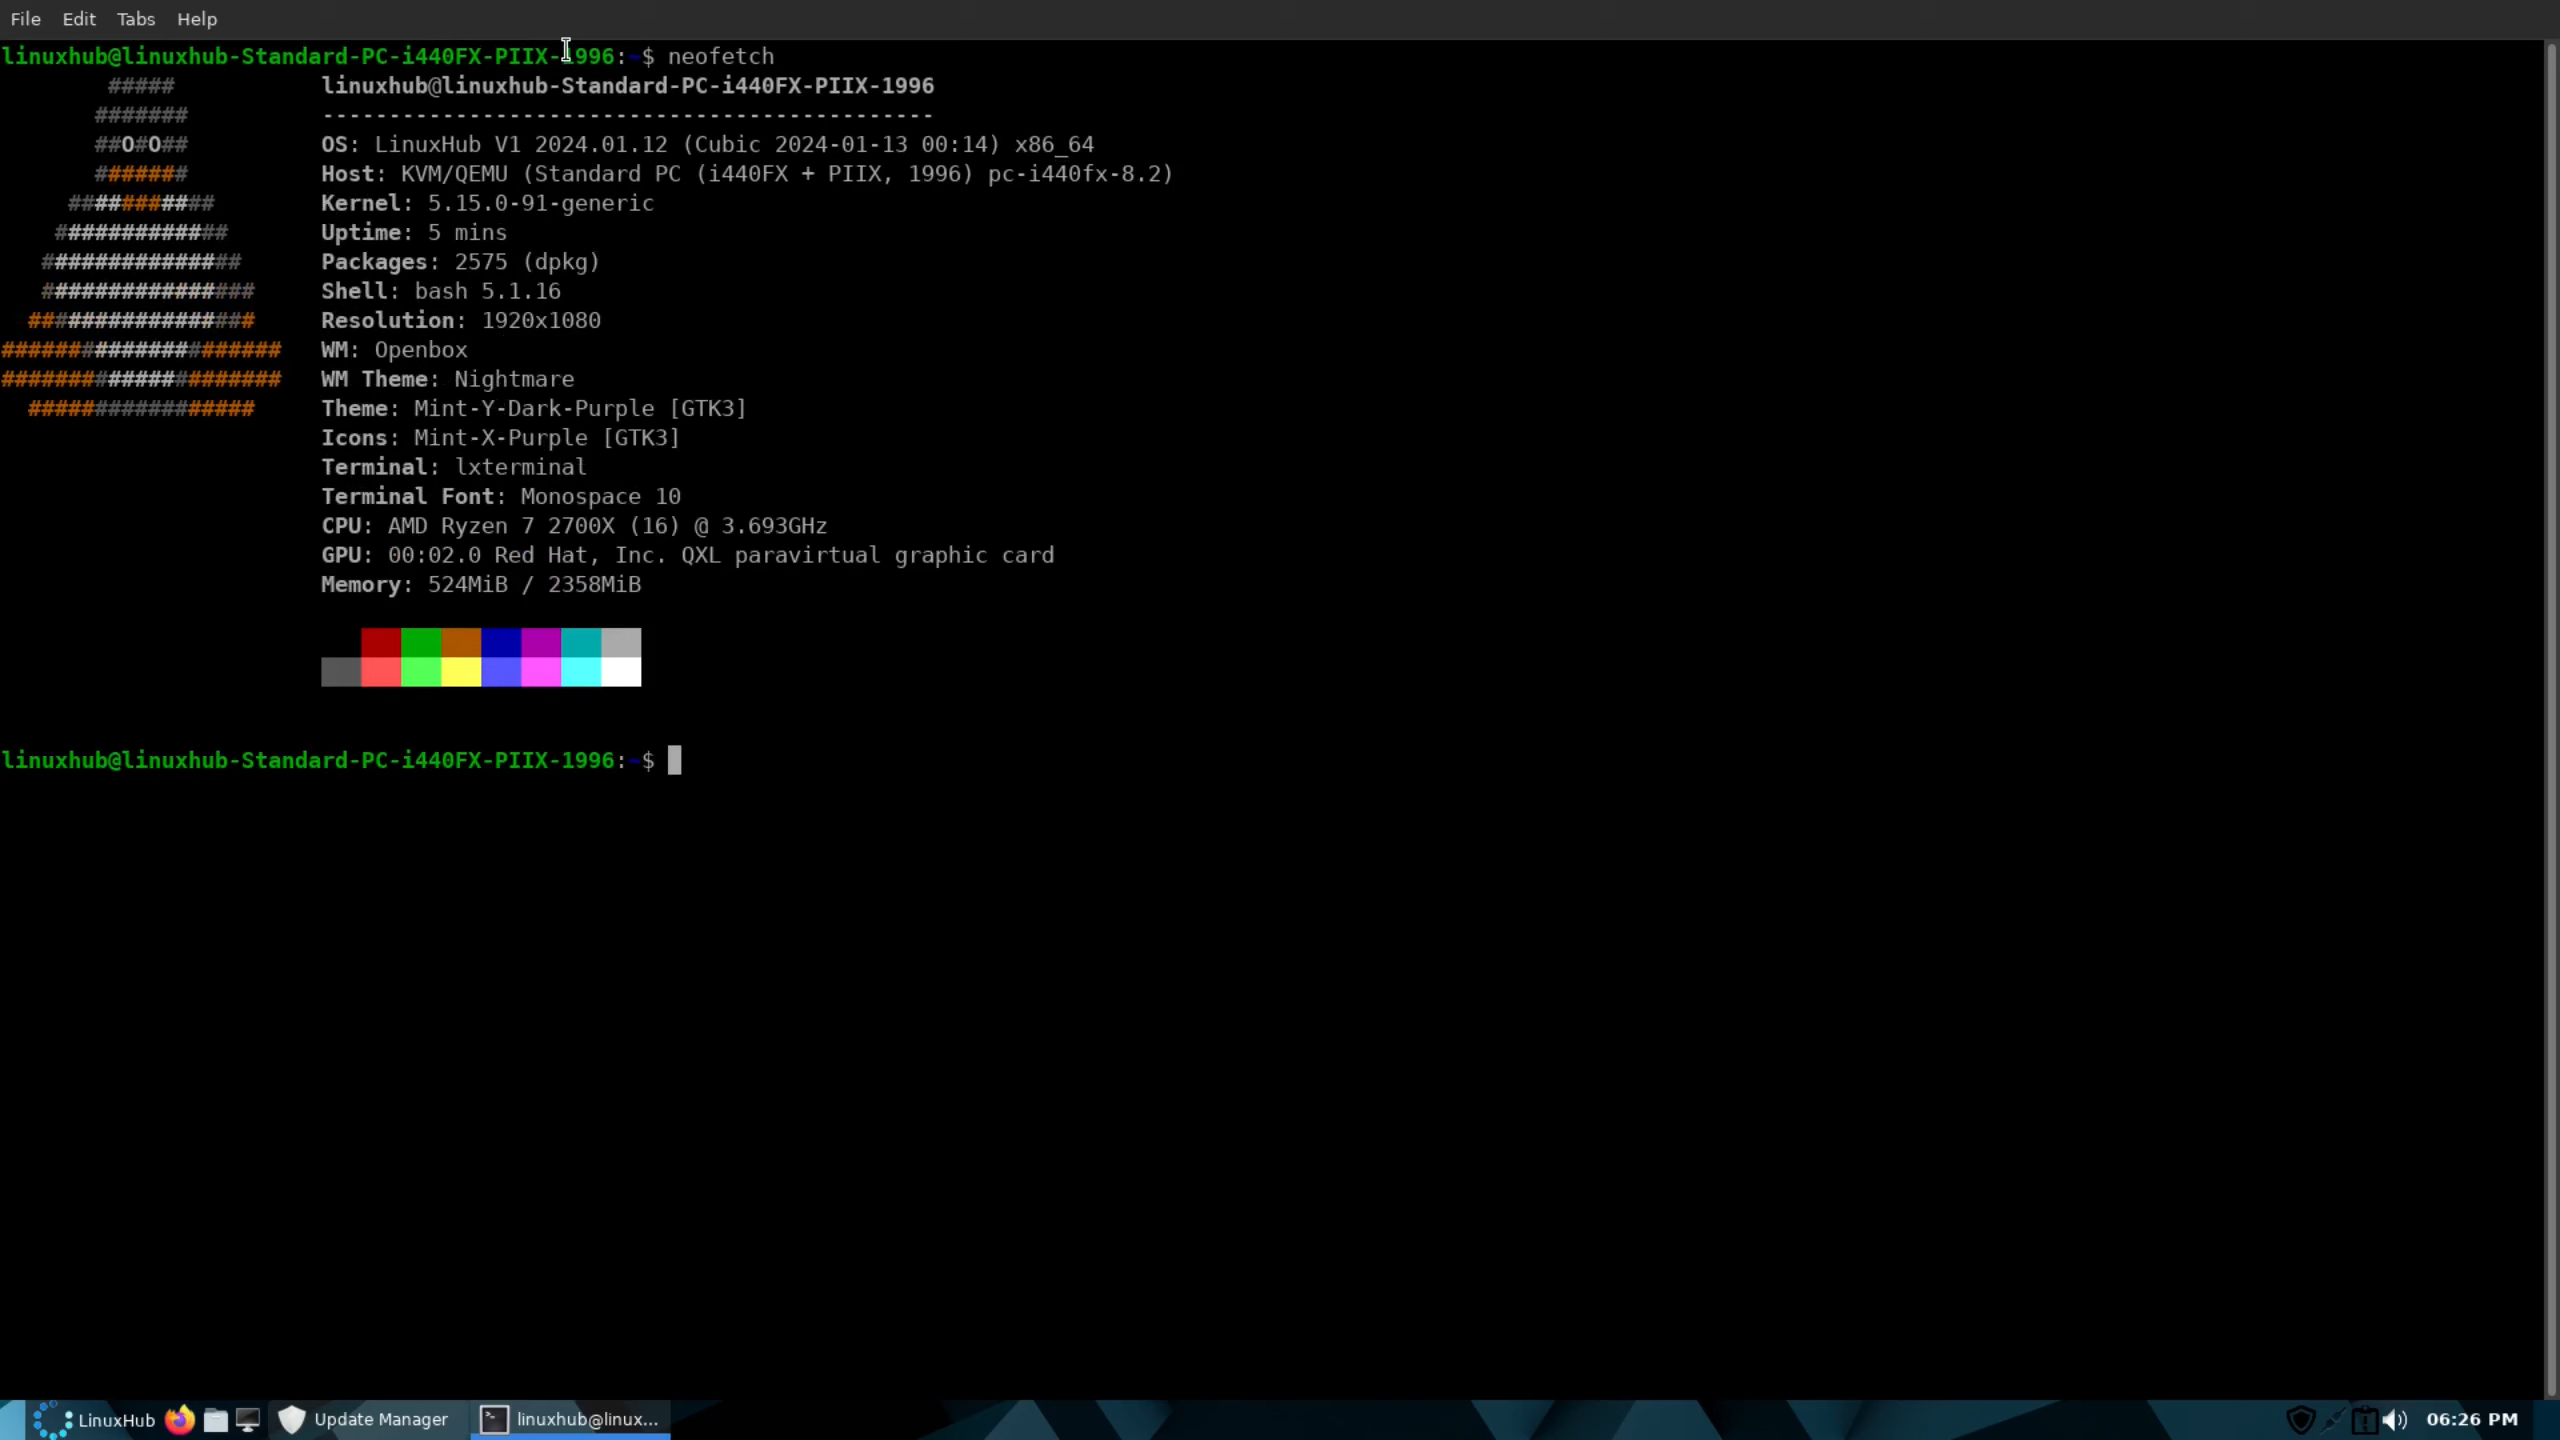 File Edit Tabs Help
linuxhub@linuxhub-Standard-PC-i440FX-PIIX-1996:~$ neofetch
##### linuxhub@linuxhub-Standard-PC-i440FX-PIIX-1996
####### ----------------------------------------------
##O#O## OS: LinuxHub V1 2024.01.12 (Cubic 2024-01-13 00:14) x86_64
####### Host: KVM/QEMU (Standard PC (i440FX + PIIX, 1996) pc-i440fx-8.2)
########### Kernel: 5.15.0-91-generic
############# Uptime: 5 mins
############### Packages: 2575 (dpkg)
################ Shell: bash 5.1.16
################# Resolution: 1920x1080
##################### WM: Openbox
##################### WM Theme: Nightmare
################# Theme: Mint-Y-Dark-Purple [GTK3]
Icons: Mint-X-Purple [GTK3]
Terminal: lxterminal
Terminal Font: Monospace 10
CPU: AMD Ryzen 7 2700X (16) @ 3.693GHz
GPU: 00:02.0 Red Hat, Inc. QXL paravirtual graphic card
Memory: 524MiB / 2358MiB
linuxhub@linuxhub-Standard-PC-i440FX-PIIX-1996:~$
LinuxHub Update Manager linuxhub@linux... 06:26 PM